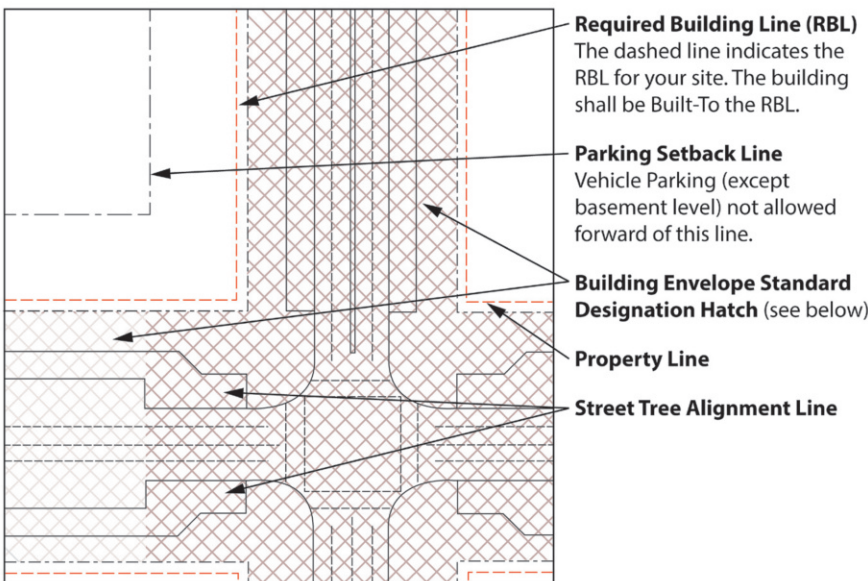 Required Building Line (RBL)
The dashed line indicates the
RBL for your site. The building
shall be Built-To the RBL.
Parking Setback Line
Vehicle Parking (except
basement level) not allowed
forward of this line.
Building Envelope Standard
Designation Hatch (see below)
Property Line
Street Tree Alignment Line